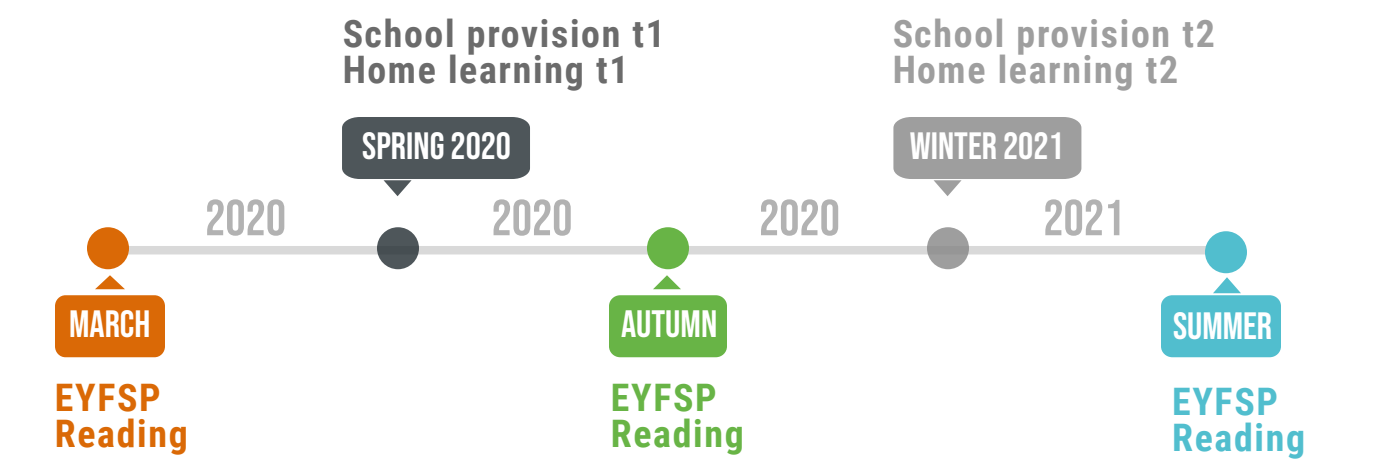 School provision t1
Home learning t1
School provision t2
Home learning t2
SPRING 2020
WINTER 2021
2020
2020
2020
2021
MARCH
AUTUMN
SUMMER
EYFSP
Reading
EYFSP
Reading
EYFSP
Reading